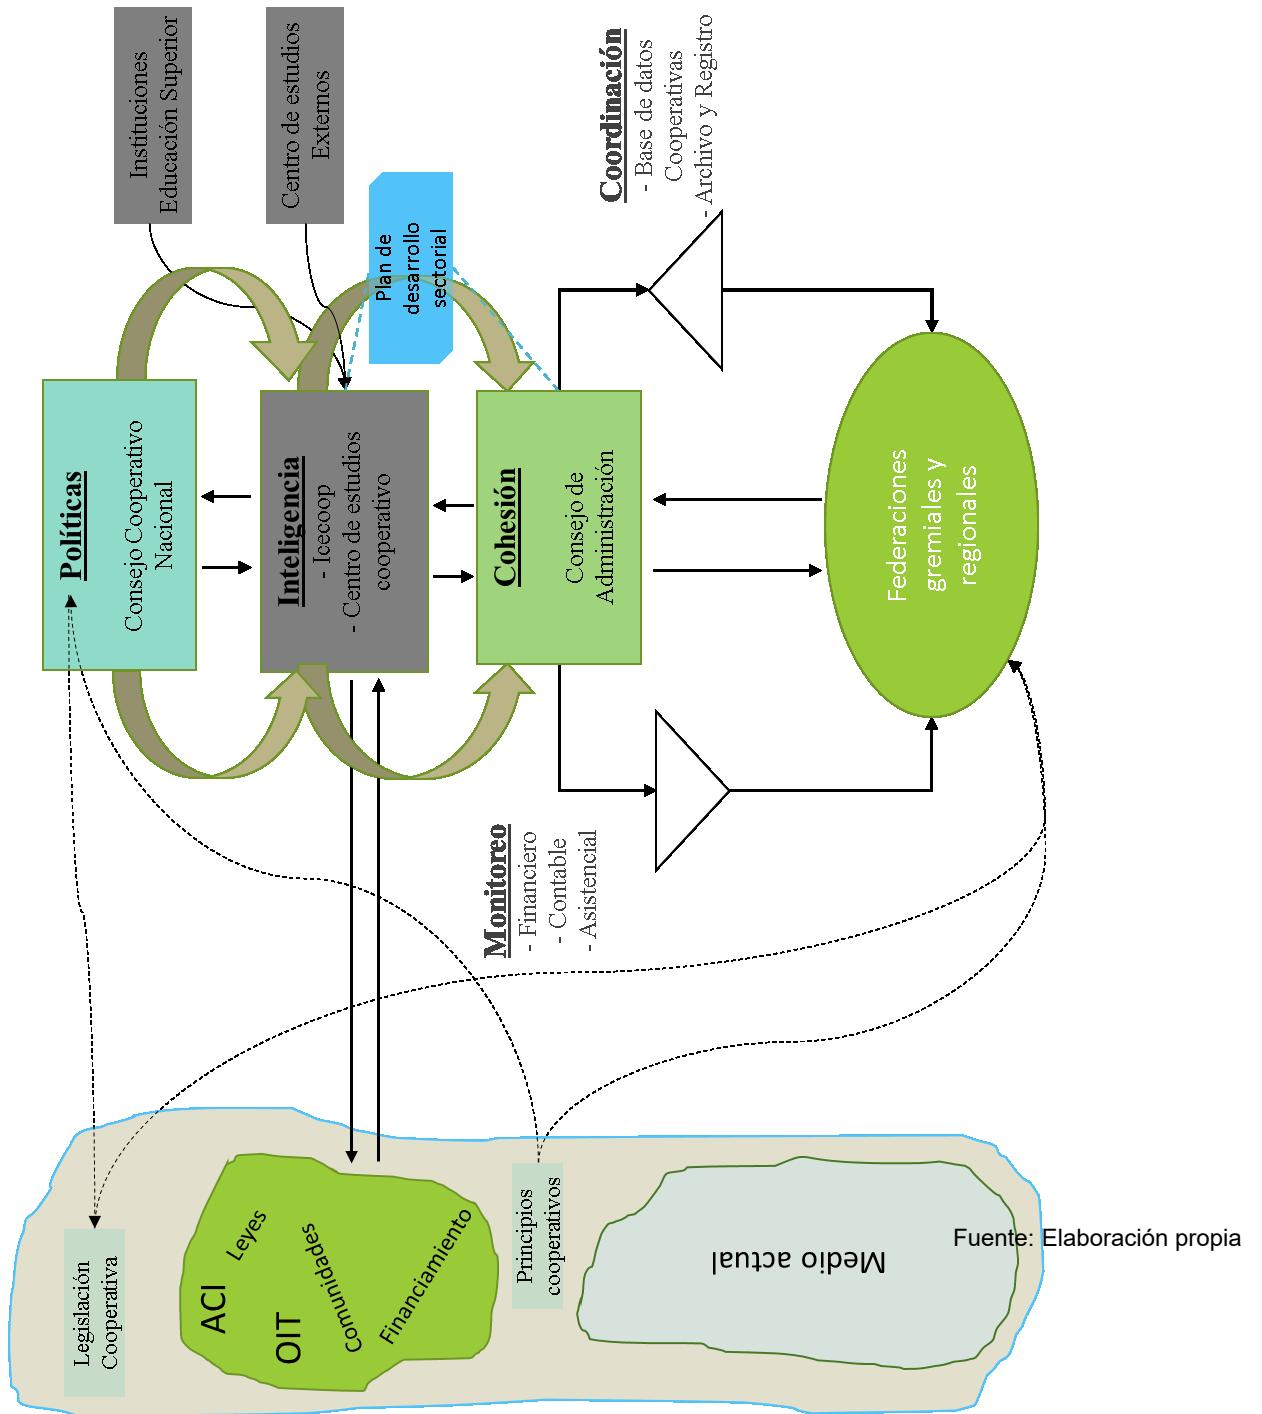 Instituciones
Educación Superior
Centro de estudios
Externos
Coordinación
- Base de datos
Cooperativas
- Archivo y Registro
Plan de
desarrollo
sectorial
Políticas
Consejo Cooperativo
Nacional
Inteligencia
- Icecoop
- Centro de estudios
cooperativo
Cohesión
Consejo de
Administración
Federaciones
gremiales y
regionales
Monitoreo
- Financiero
- Contable
- Asistencial
Legislación
Cooperativa
ACI
Leyes
OIT
Comunidades
Financiamiento
Principios
cooperativos
Medio actual
Fuente: Elaboración propia